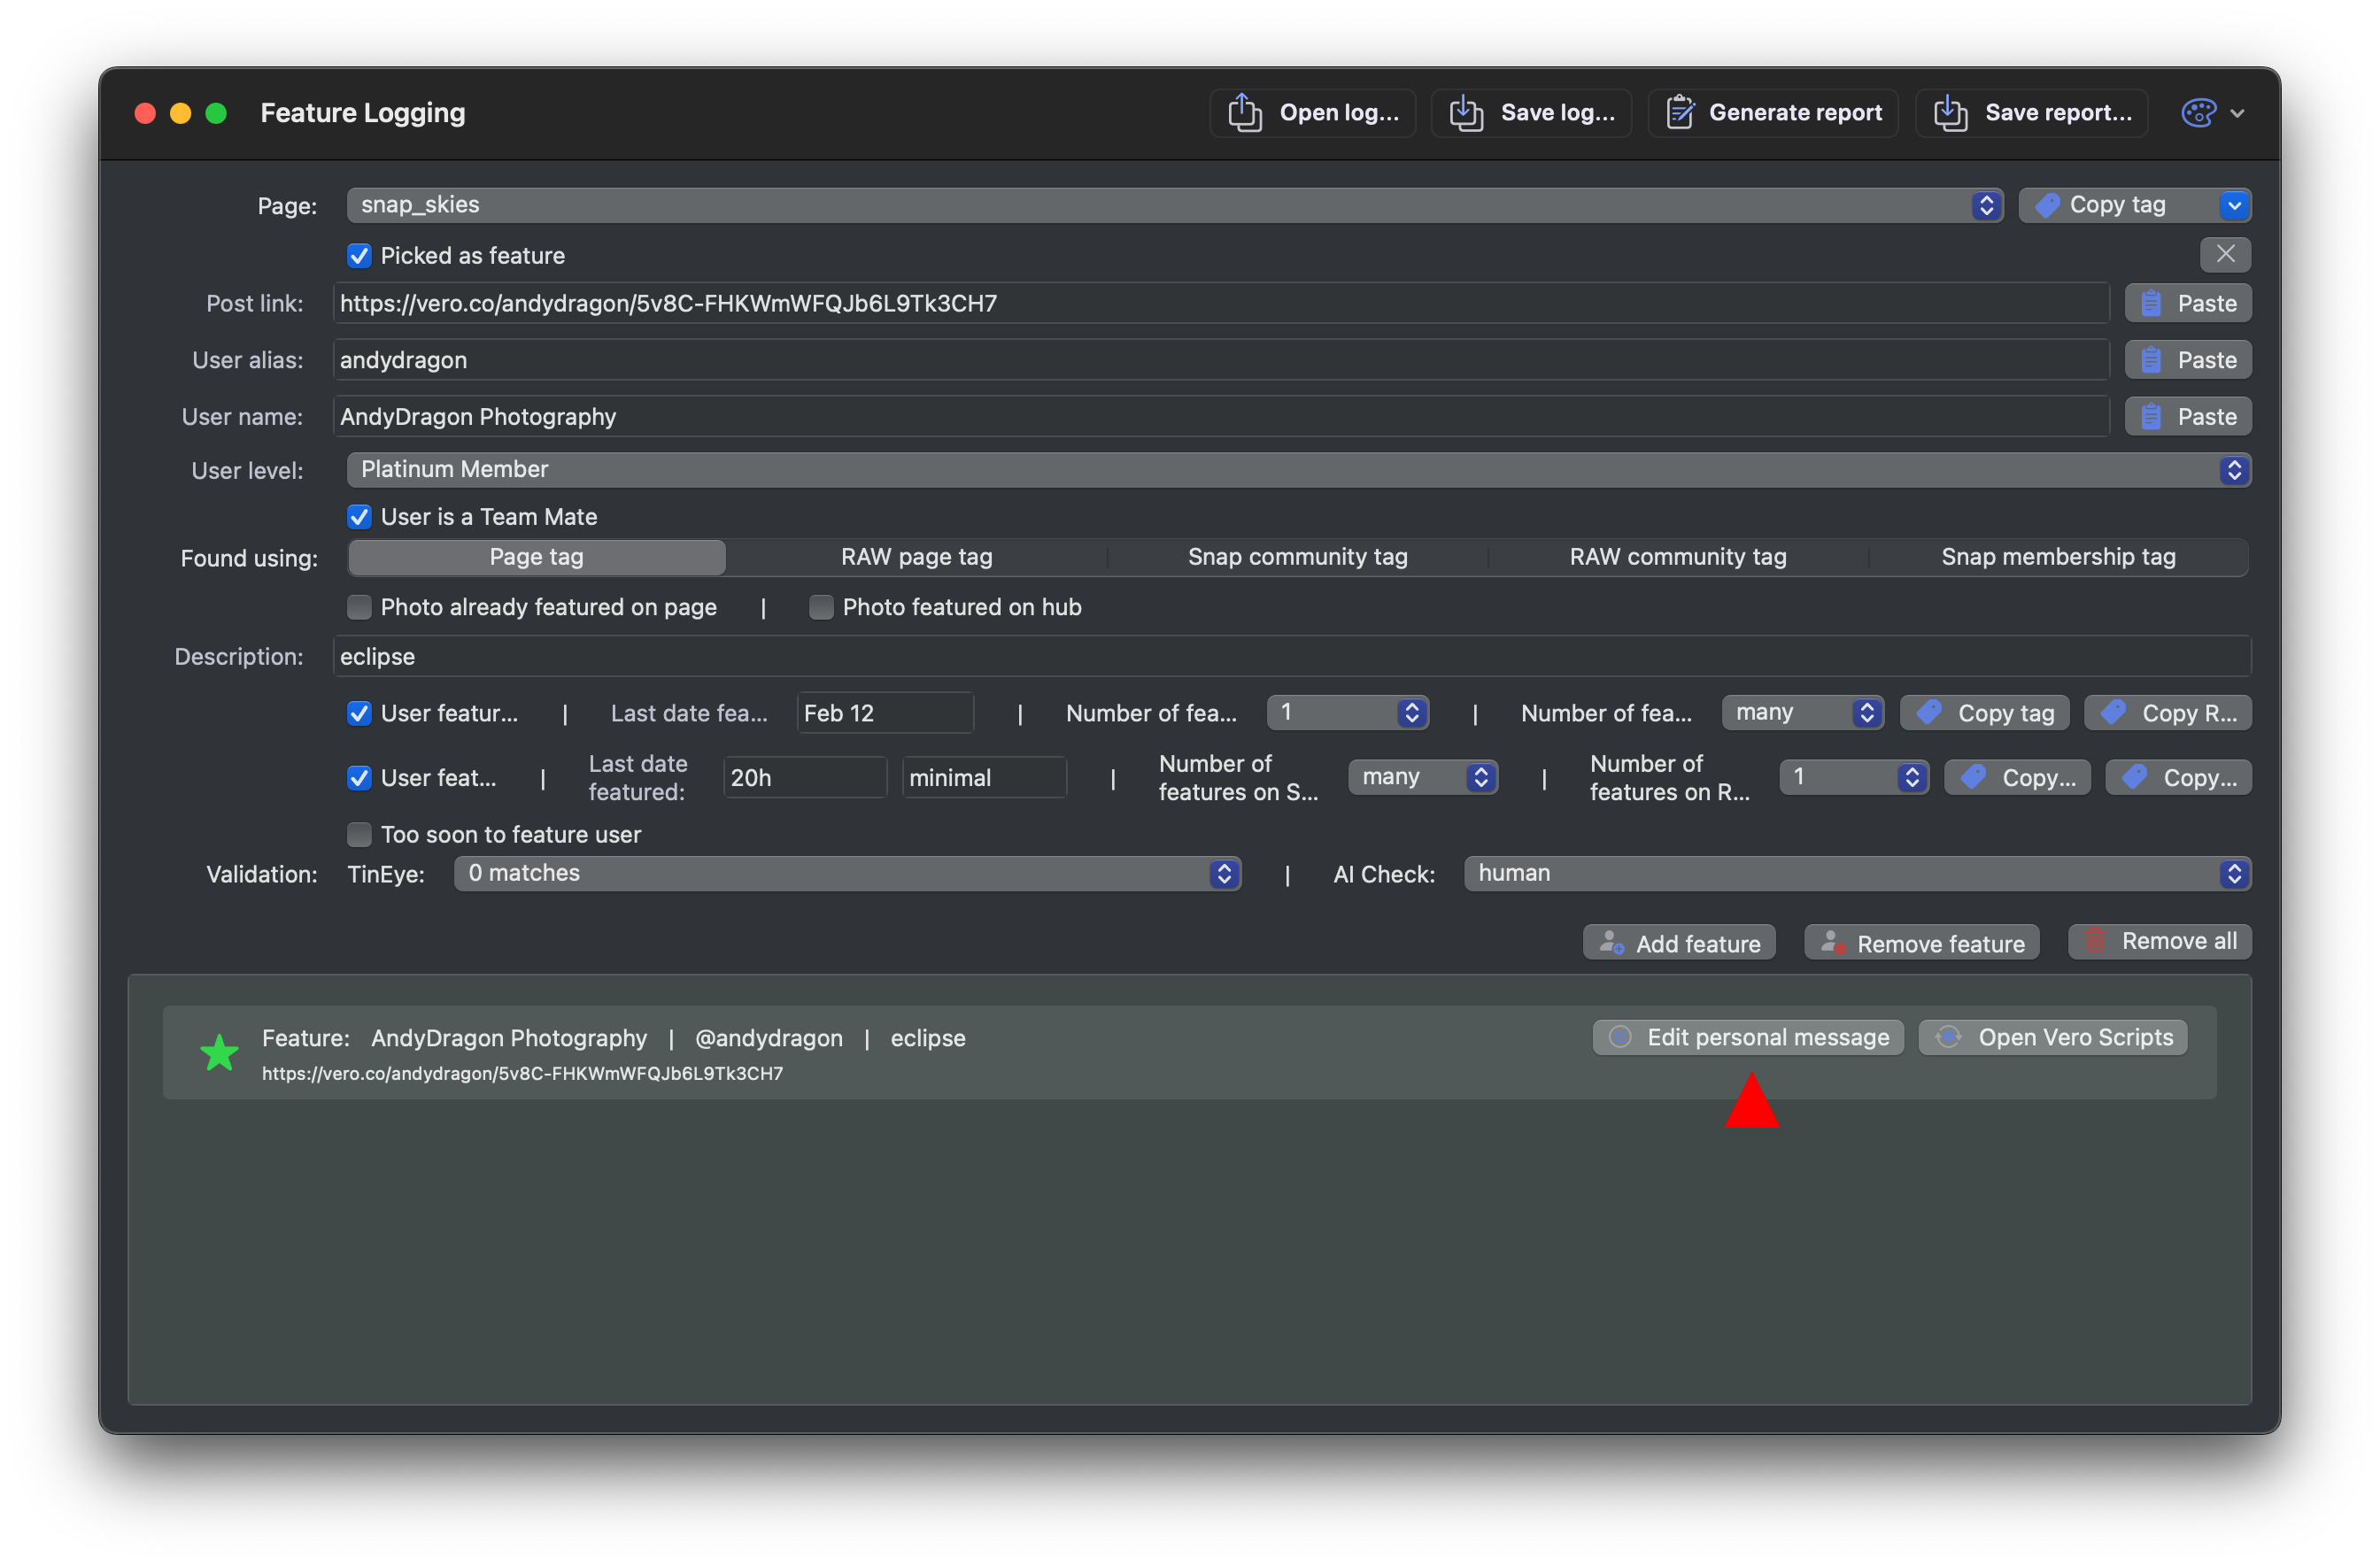 Feature Logging Open log... Save log... Generate report Save report...
Page: snap_skies Copy tag
Picked as feature
Post link: https://vero.co/andydragon/5v8C-FHKWmWFQJb6L9Tk3CH7 Paste
User alias: andydragon Paste
User name: AndyDragon Photography Paste
User level: Platinum Member
User is a Team Mate
Found using: Page tag RAW page tag Snap community tag RAW community tag Snap membership tag
Photo already featured on page | Photo featured on hub
Description: eclipse
User featur... | Last date fea... Feb 12 | Number of fea... 1 | Number of fea... many Copy tag Copy R...
User feat... | Last date featured: 20h minimal | Number of features on S... many | Number of features on R... 1 Copy... Copy...
Too soon to feature user
Validation: TinEye: 0 matches | AI Check: human
Add feature Remove feature Remove all
Feature: AndyDragon Photography | @andydragon | eclipse Edit personal message Open Vero Scripts
https://vero.co/andydragon/5v8C-FHKWmWFQJb6L9Tk3CH7